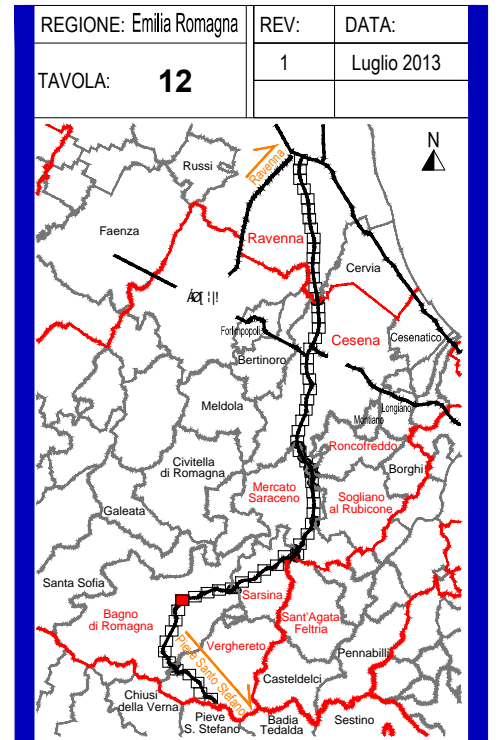 REGIONE: Emilia Romagna
REV:
DATA:
TAVOLA: 12
1
Luglio 2013
N
Russi
Ravenna
Faenza
Ravenna
Cervia
Forlimpopoli
Cesena
Cesenatico
Bertinoro
Meldola
Longiano
Montiano
Roncofreddo
Civitella
di Romagna
Borghi
Mercato
Saraceno
Sogliano
al Rubicone
Galeata
Santa Sofia
Sarsina
Bagno
di Romagna
Sant'Agata
Feltria
Verghereto
Pieve Santo Stefano
Pennabilli
Casteldelci
Chiusi
della Verna
Pieve
S. Stefano
Badia
Tedalda
Sestino